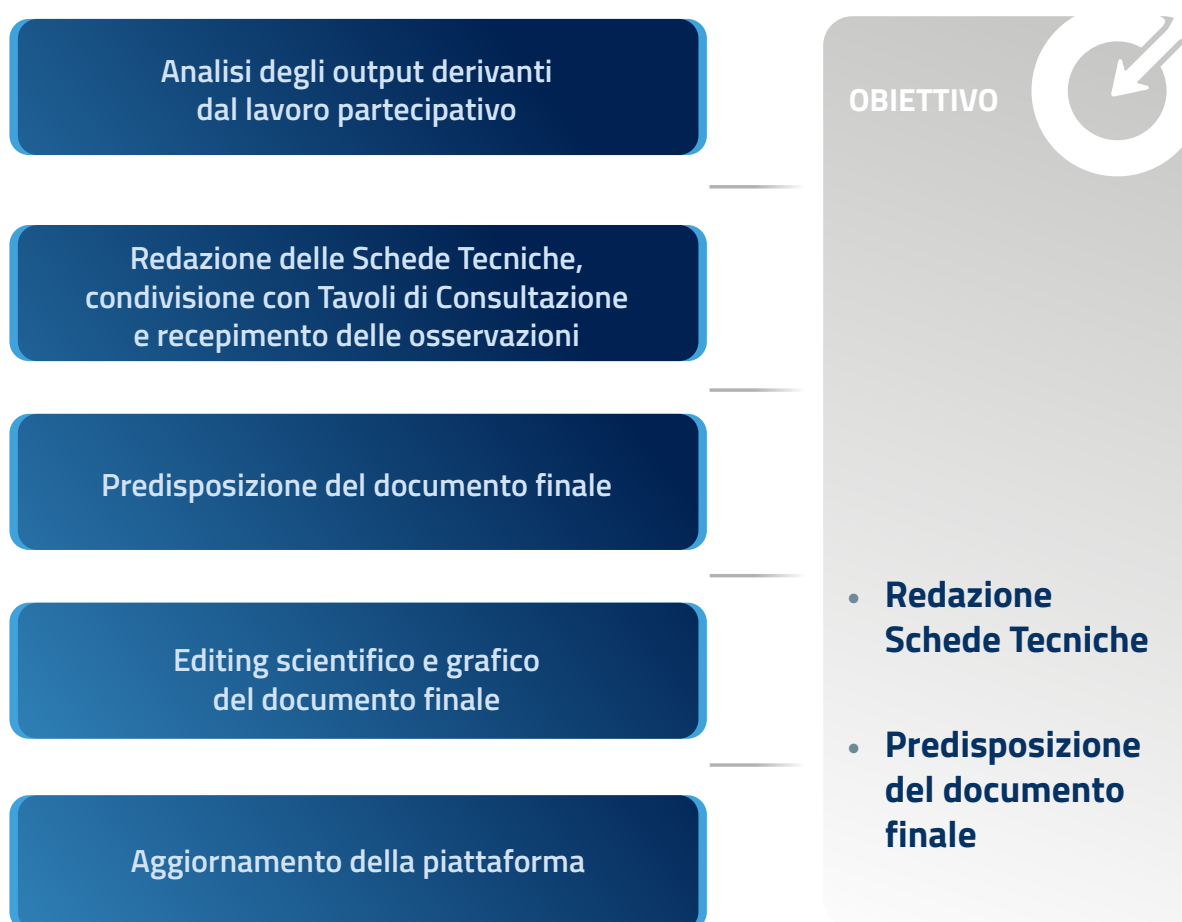 Analisi degli output derivanti
dal lavoro partecipativo
Redazione delle Schede Tecniche,
condivisione con Tavoli di Consultazione
e recepimento delle osservazioni
Predisposizione del documento finale
Editing scientifico e grafico
del documento finale
Aggiornamento della piattaforma
OBIETTIVO
• Redazione
Schede Tecniche
• Predisposizione
del documento
finale